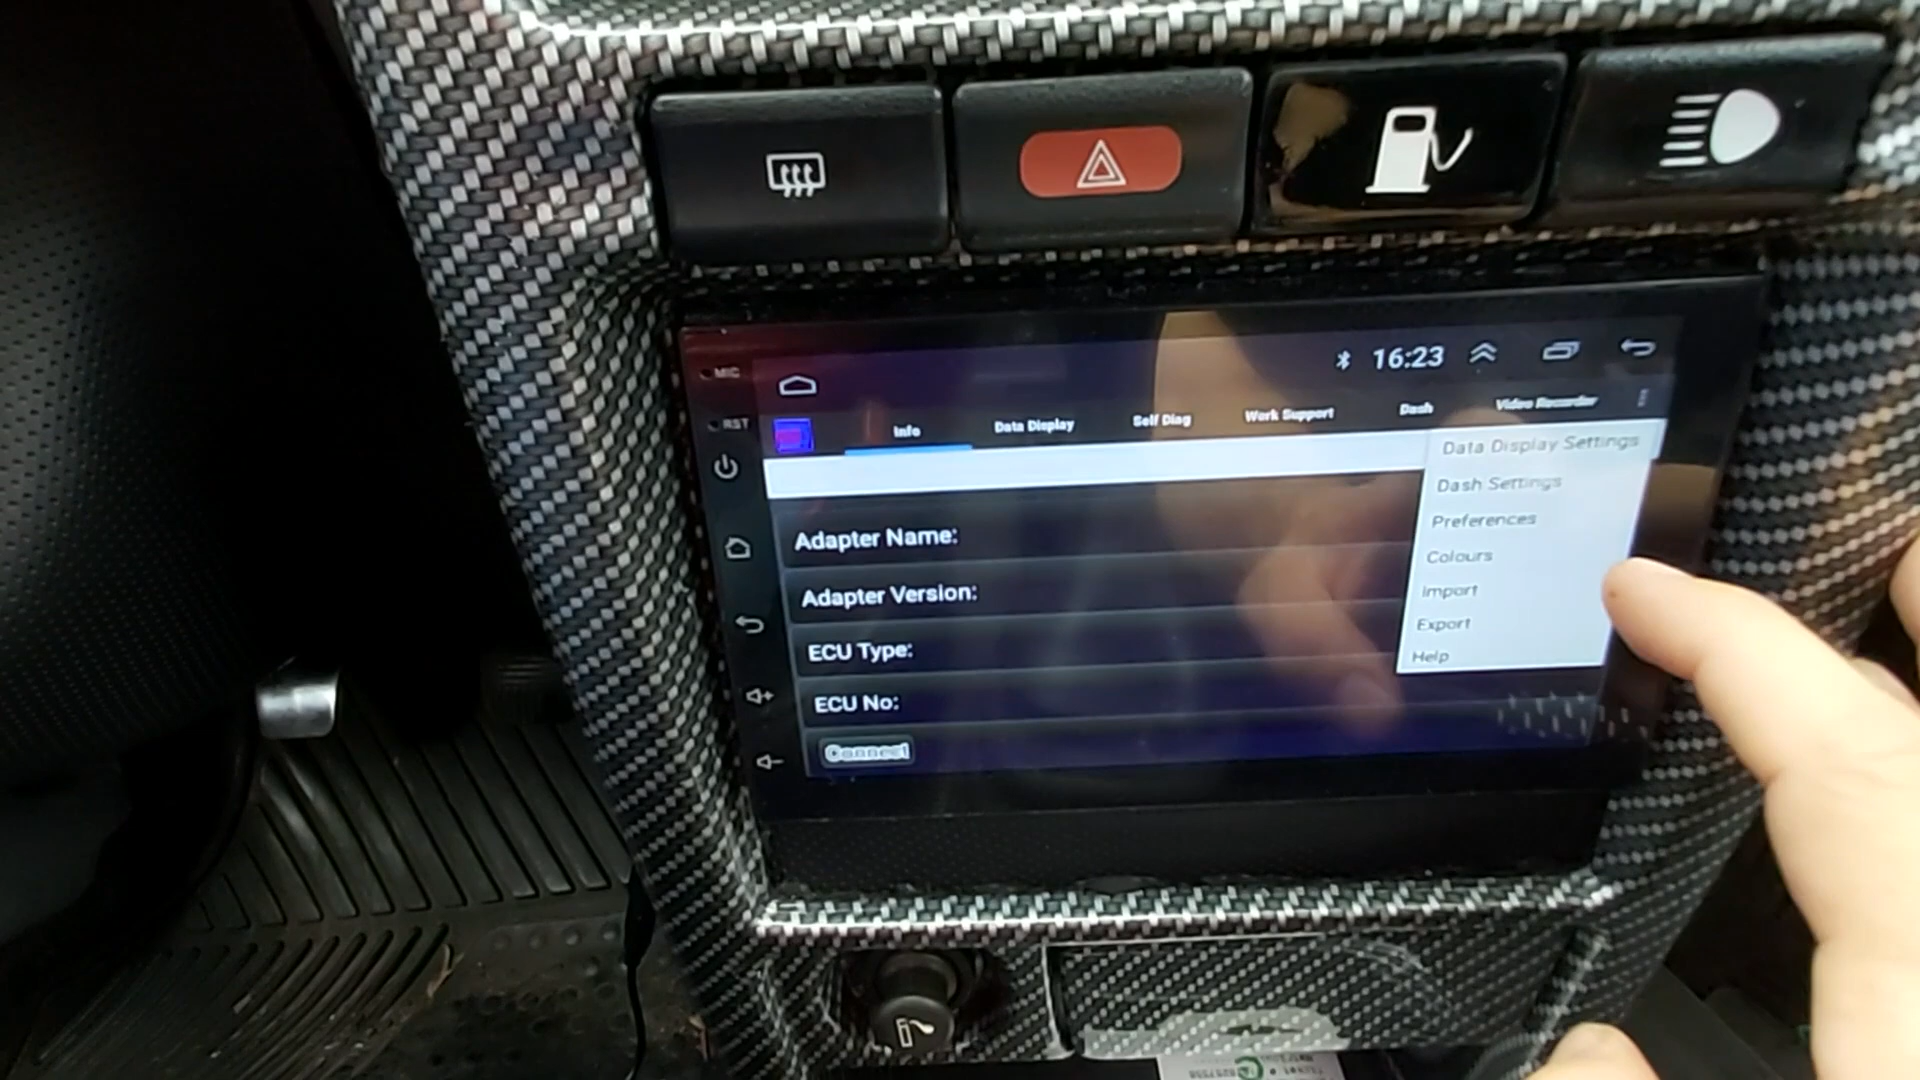 MIC
16:23
RST
Info
Data Display
Self Diag
Work Support
Dash
Video Recorder
Data Display Settings
Dash Settings
Preferences
Colours
Import
Export
Help
Adapter Name:
Adapter Version:
ECU Type:
ECU No:
Connect